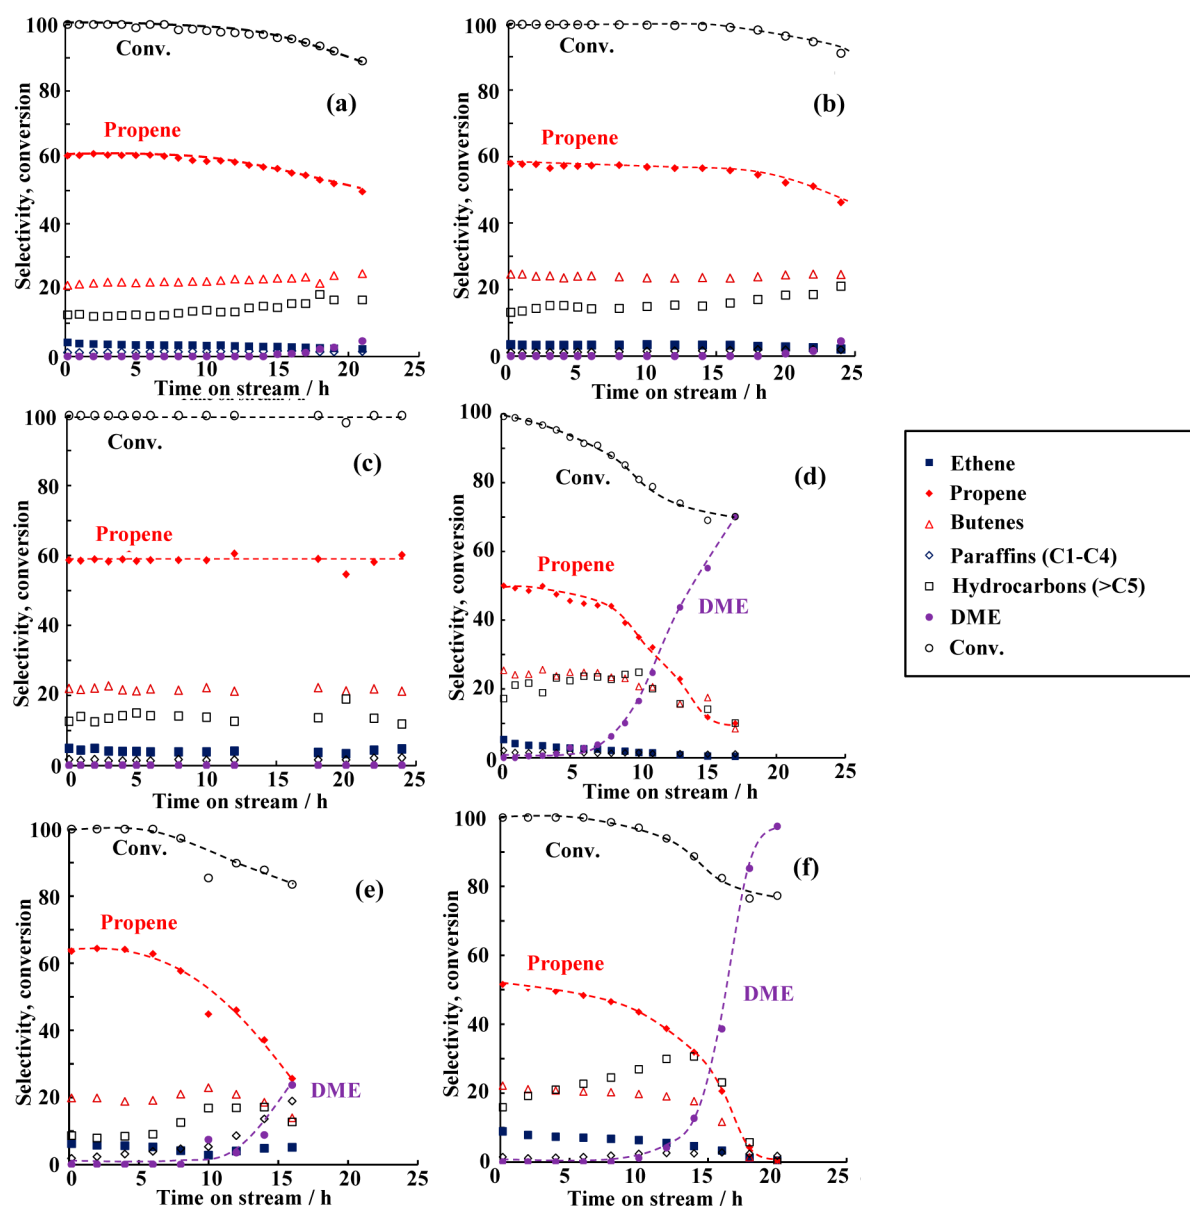 100
80
60
40
20
0
Selectivity, conversion
Conv.
(a)
Propene
0 5 10 15 20 25
Time on stream / h
100
80
60
40
20
0
Selectivity, conversion
Conv.
(b)
Propene
0 5 10 15 20 25
Time on stream / h
100
80
60
40
20
0
Selectivity, conversion
Conv.
(c)
Propene
0 5 10 15 20 25
Time on stream / h
100
80
60
40
20
0
Selectivity, conversion
Conv.
(d)
Propene
DME
0 5 10 15 20 25
Time on stream / h
Ethene
Propene
Butenes
Paraffins (C1-C4)
Hydrocarbons (>C5)
DME
Conv.
100
80
60
40
20
0
Selectivity, conversion
Conv.
(e)
Propene
DME
0 5 10 15 20 25
Time on stream / h
100
80
60
40
20
0
Selectivity, conversion
Conv.
(f)
Propene
DME
0 5 10 15 20 25
Time on stream / h